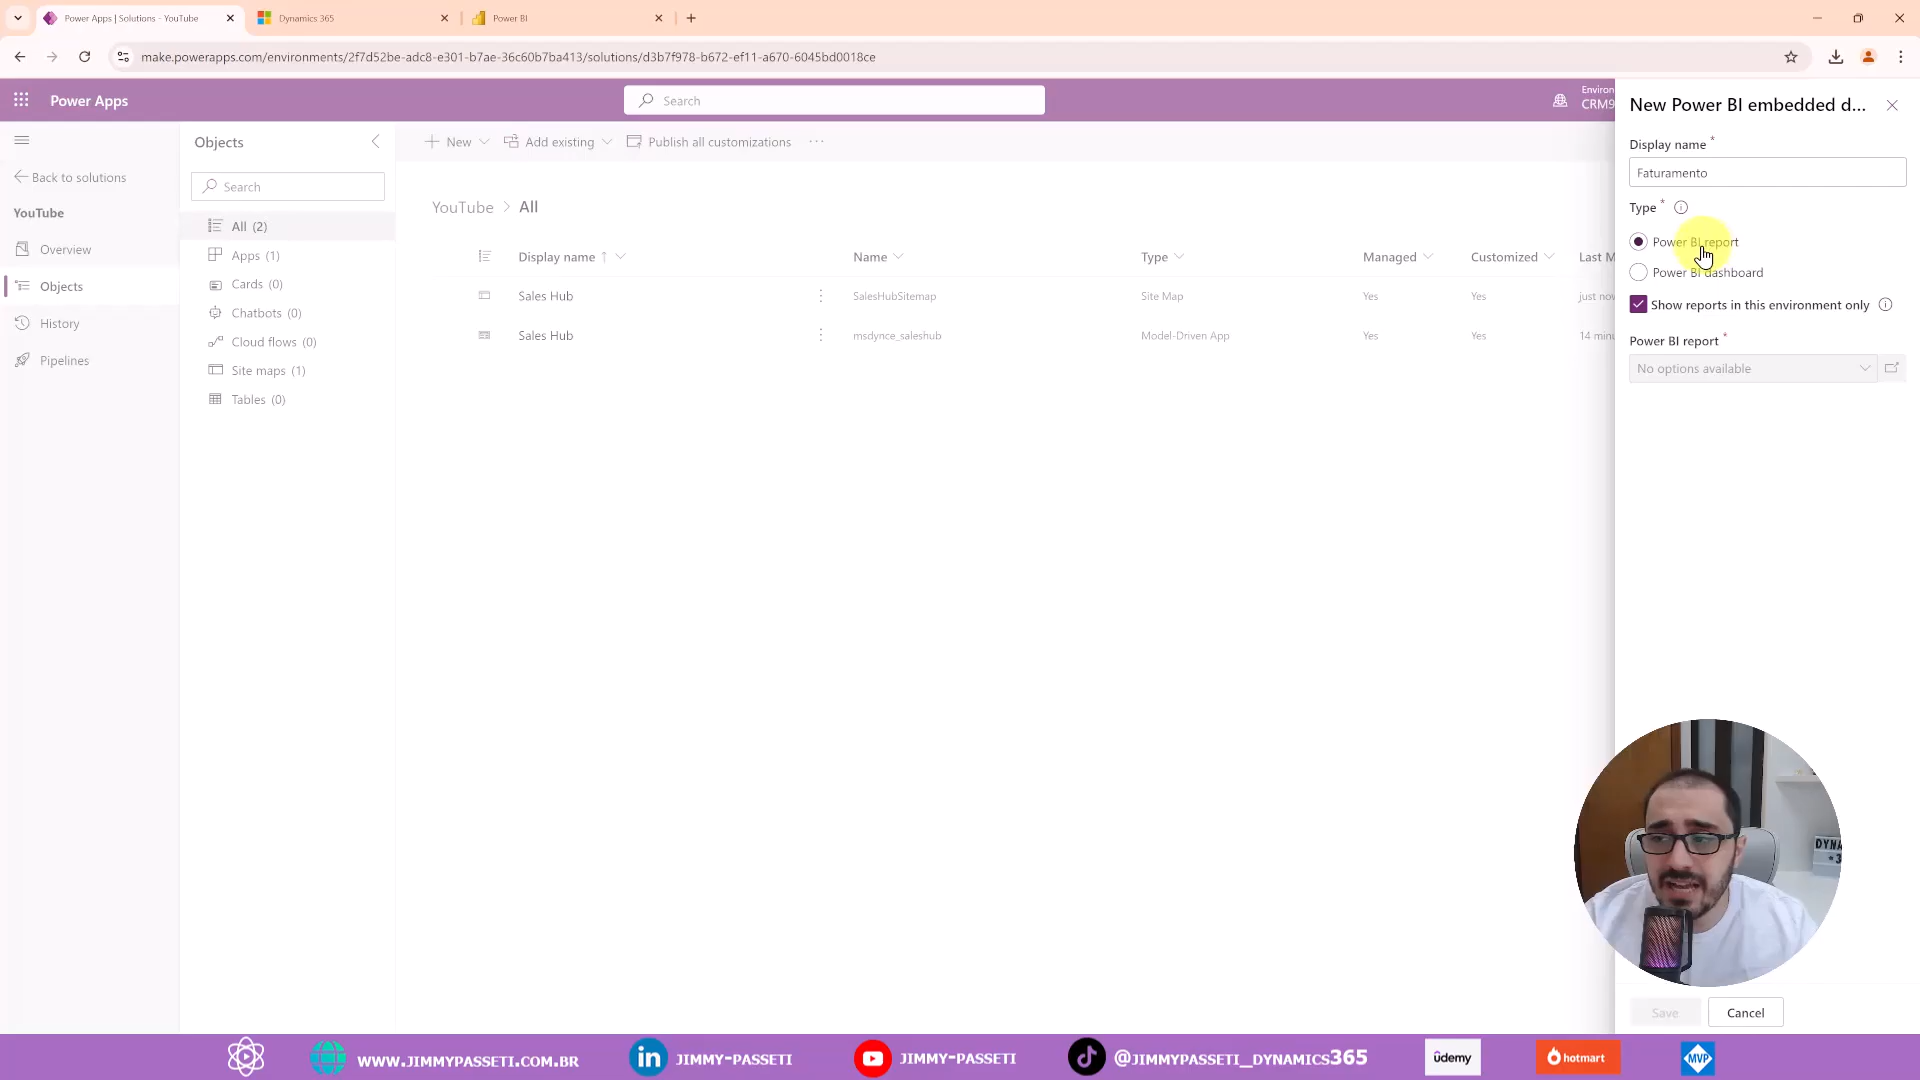 Power Apps | Solutions - YouTube
Dynamics 365
Power BI
make.powerapps.com/environments/2f7d52be-adc8-e301-b7ae-36c60b7ba413/solutions/d3b7f978-b672-ef11-a670-6045bd0018ce
Power Apps
Search
Environ
CRM9
New Power BI embedded d...
Display name *
Faturamento
Type *
Power BI report
Power BI dashboard
Show reports in this environment only
Power BI report *
No options available
Save
Cancel
Back to solutions
YouTube
Overview
Objects
History
Pipelines
Objects
Search
All (2)
Apps (1)
Cards (0)
Chatbots (0)
Cloud flows (0)
Site maps (1)
Tables (0)
New
Add existing
Publish all customizations
YouTube > All
Display name ↑ Name Type Managed Customized Last M
Sales Hub SalesHubSitemap Site Map Yes Yes just now
Sales Hub msdynce_saleshub Model-Driven App Yes Yes 14 minu
DYNA
*3
WWW.JIMMYPASSETI.COM.BR
in JIMMY-PASSETI
JIMMY-PASSETI
@JIMMYPASSETI_DYNAMICS365
ûdemy
hotmart
MVP